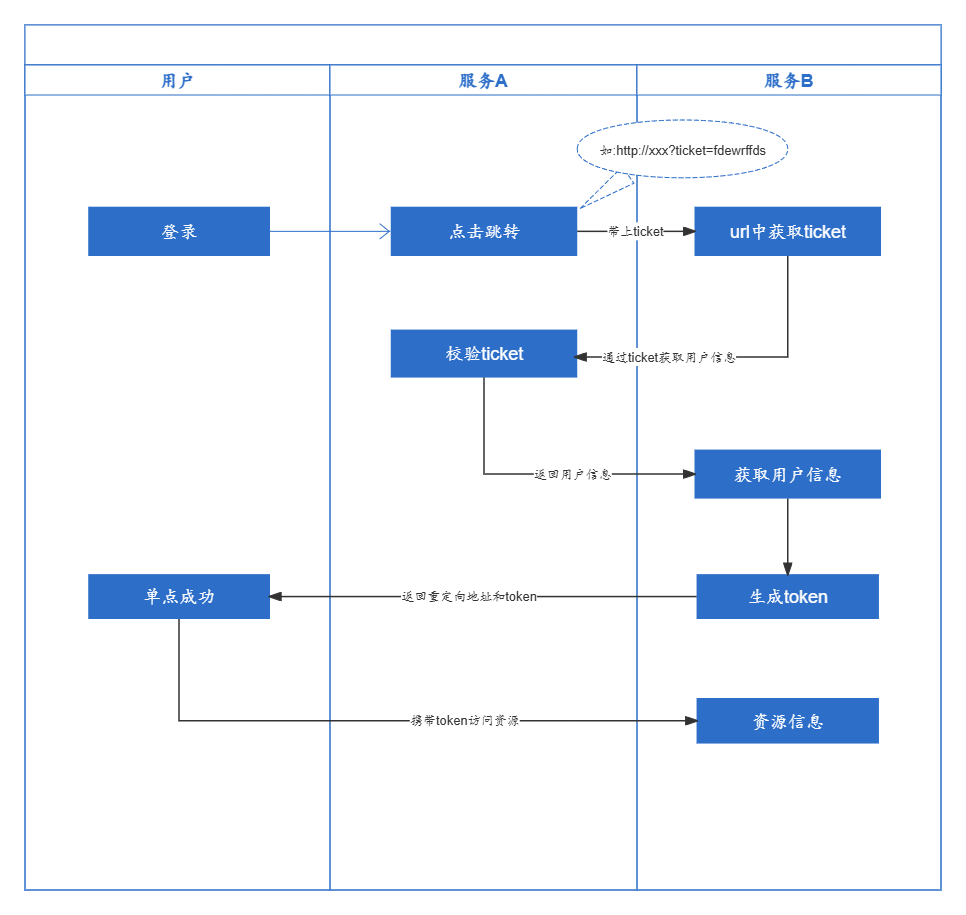 用户
服务A
服务B
如:http://xxx?ticket=fdewrffds
登录
点击跳转
带上ticket
url中获取ticket
校验ticket
通过ticket获取用户信息
返回用户信息
获取用户信息
单点成功
返回重定向地址和token
生成token
携带token访问资源
资源信息